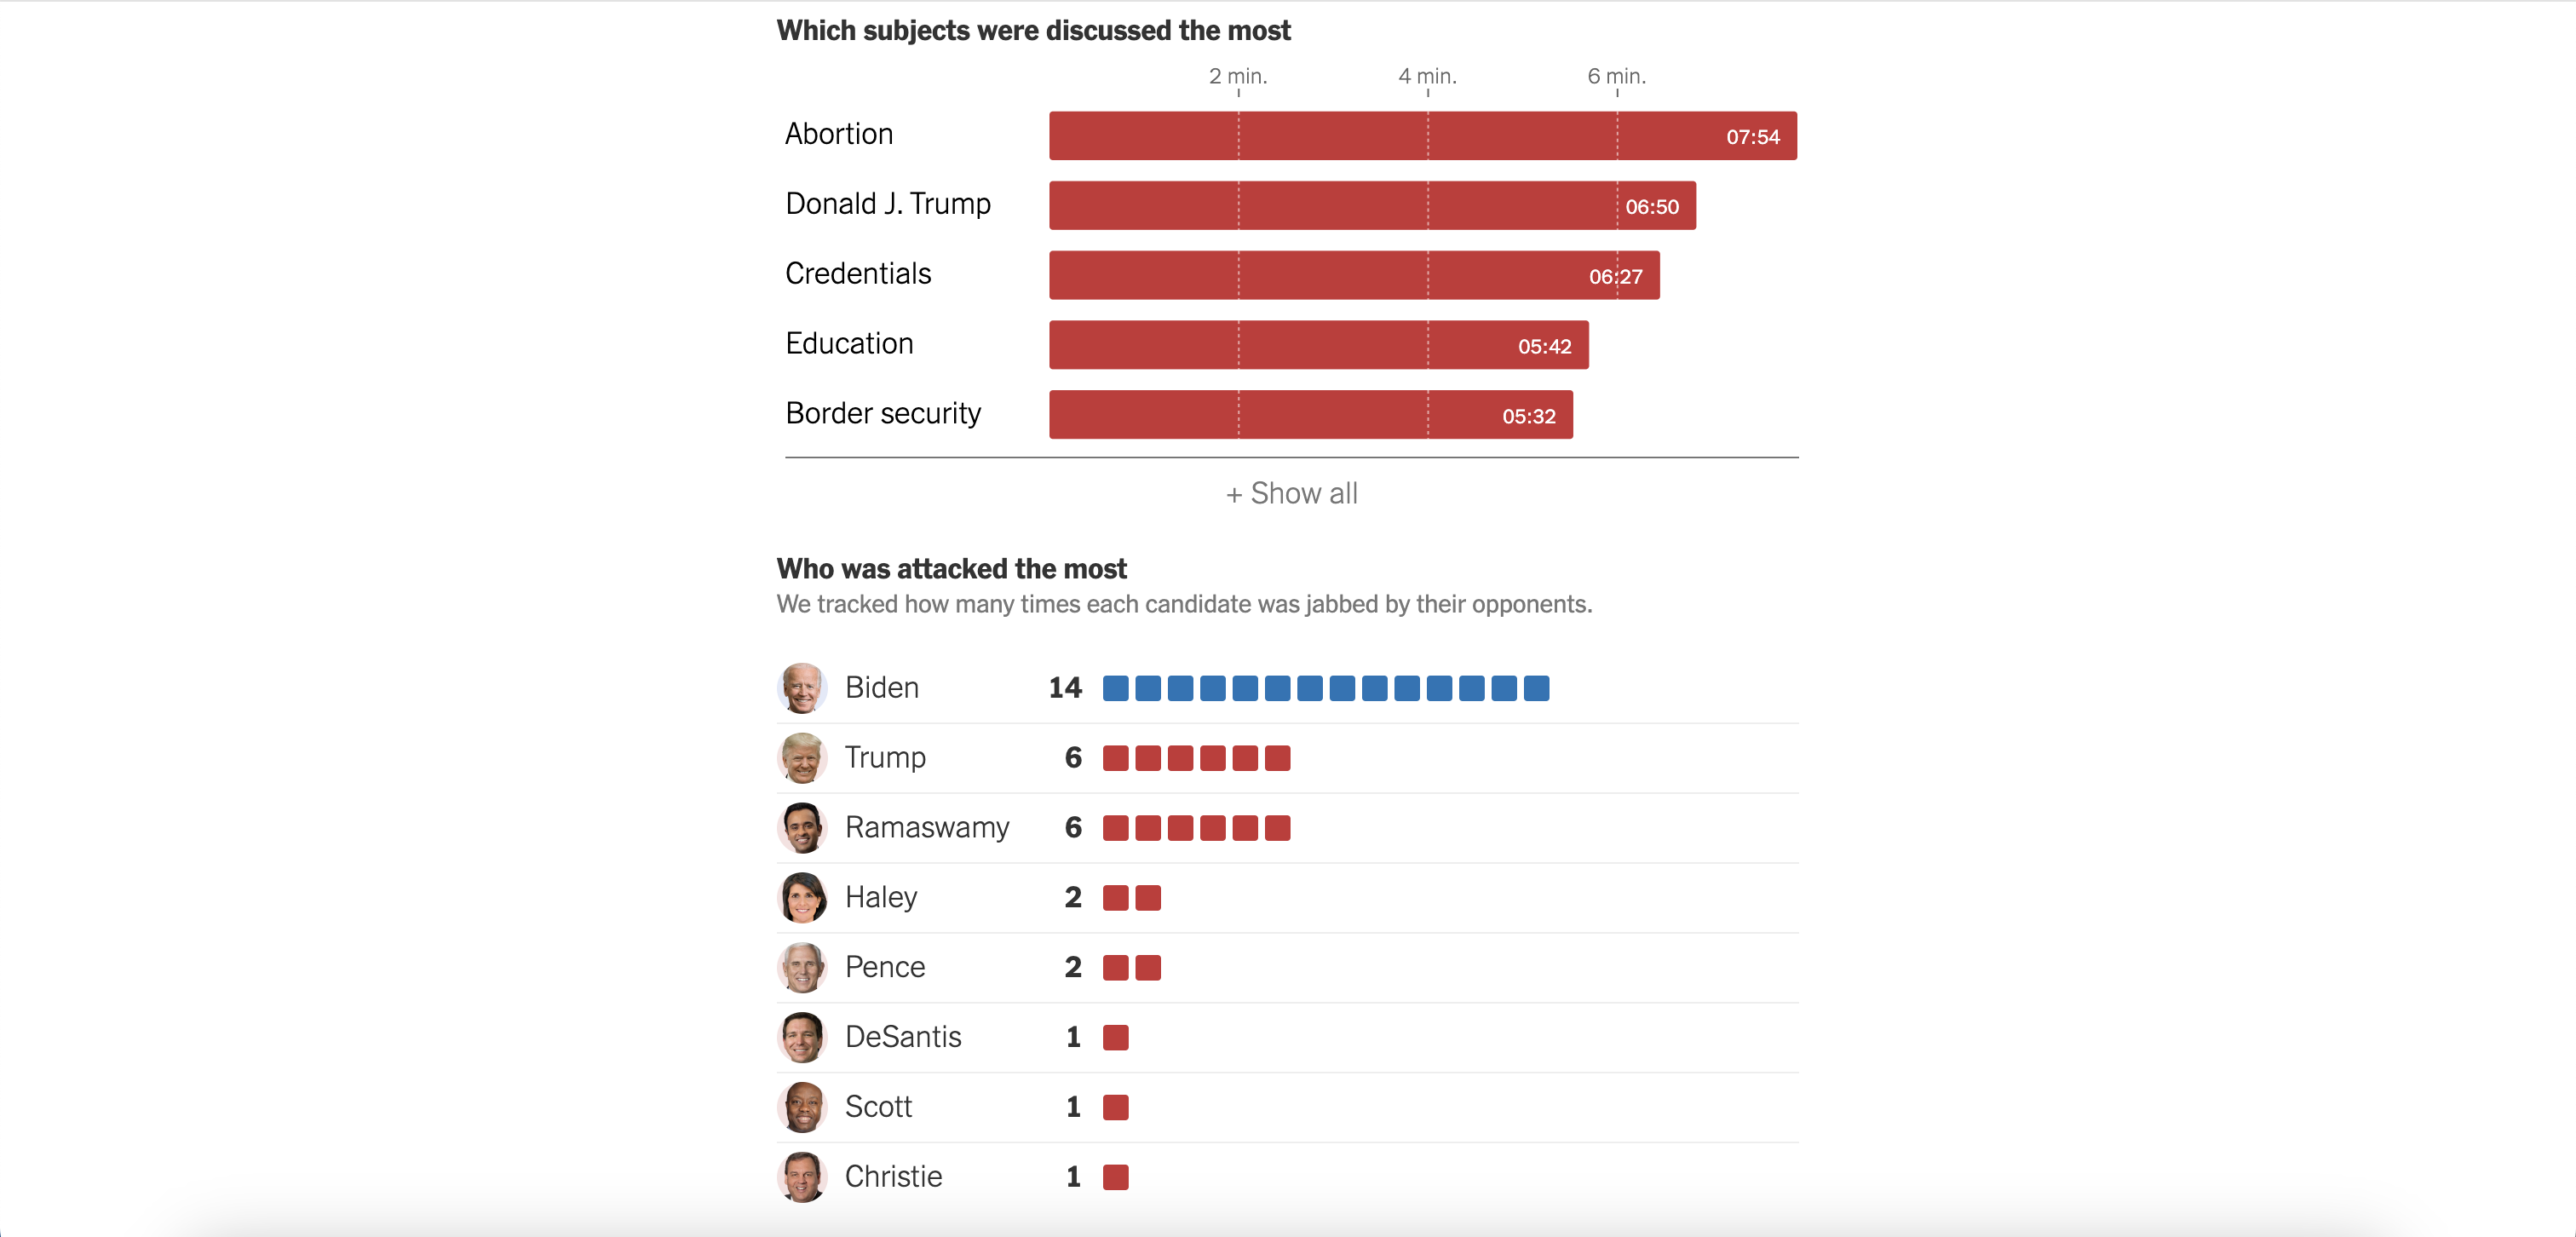 Which subjects were discussed the most
2 min. 4 min. 6 min.
Abortion 07:54
Donald J. Trump 06:50
Credentials 06:27
Education 05:42
Border security 05:32
+ Show all
Who was attacked the most
We tracked how many times each candidate was jabbed by their opponents.
Biden 14
Trump 6
Ramaswamy 6
Haley 2
Pence 2
DeSantis 1
Scott 1
Christie 1